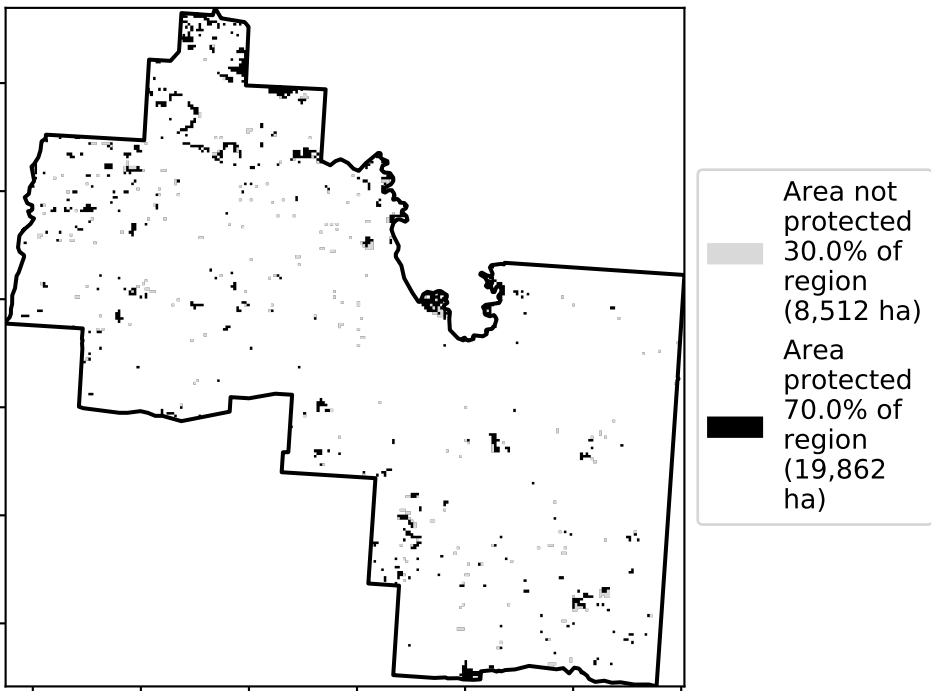 Area not
protected
30.0% of
region
(8,512 ha)
Area
protected
70.0% of
region
(19,862
ha)